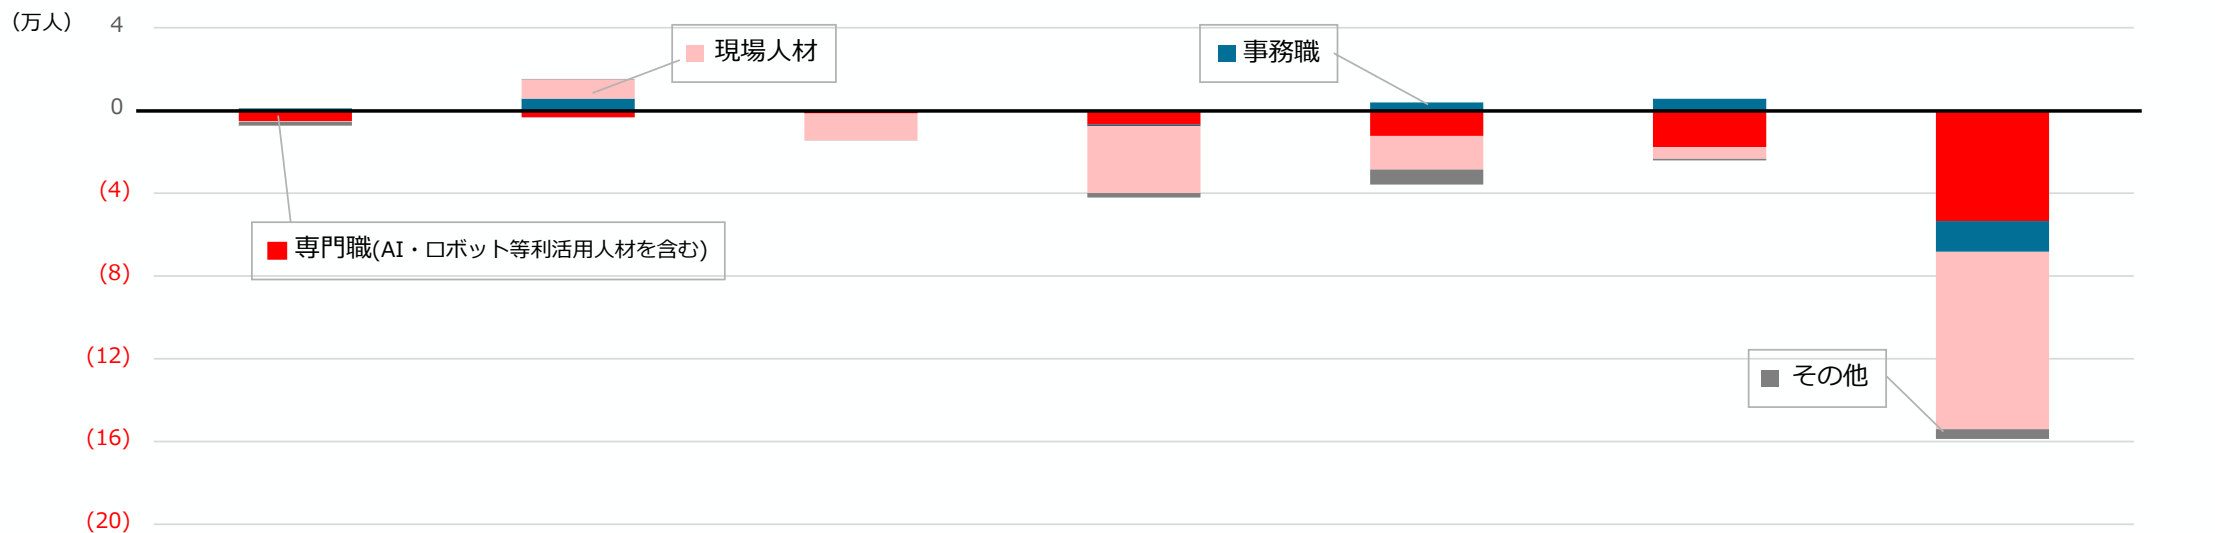 (万人)
4
現場人材
事務職
0
(4)
専門職(AI・ロボット等利活用人材を含む)
(8)
(12)
その他
(16)
(20)